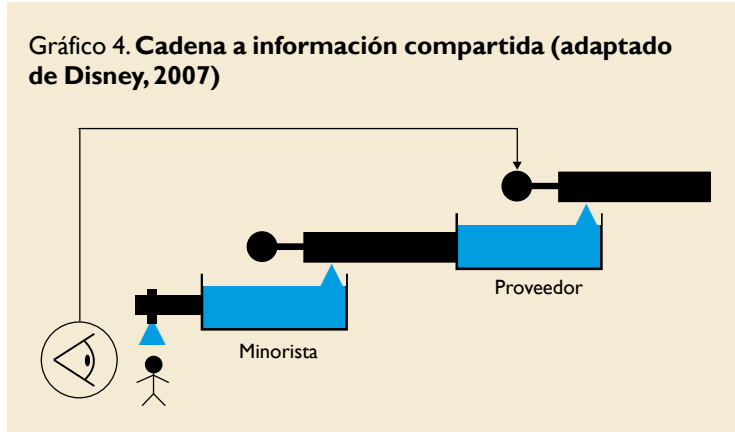 Gráfico 4. Cadena a información compartida (adaptado
de Disney, 2007)
Proveedor
Minorista